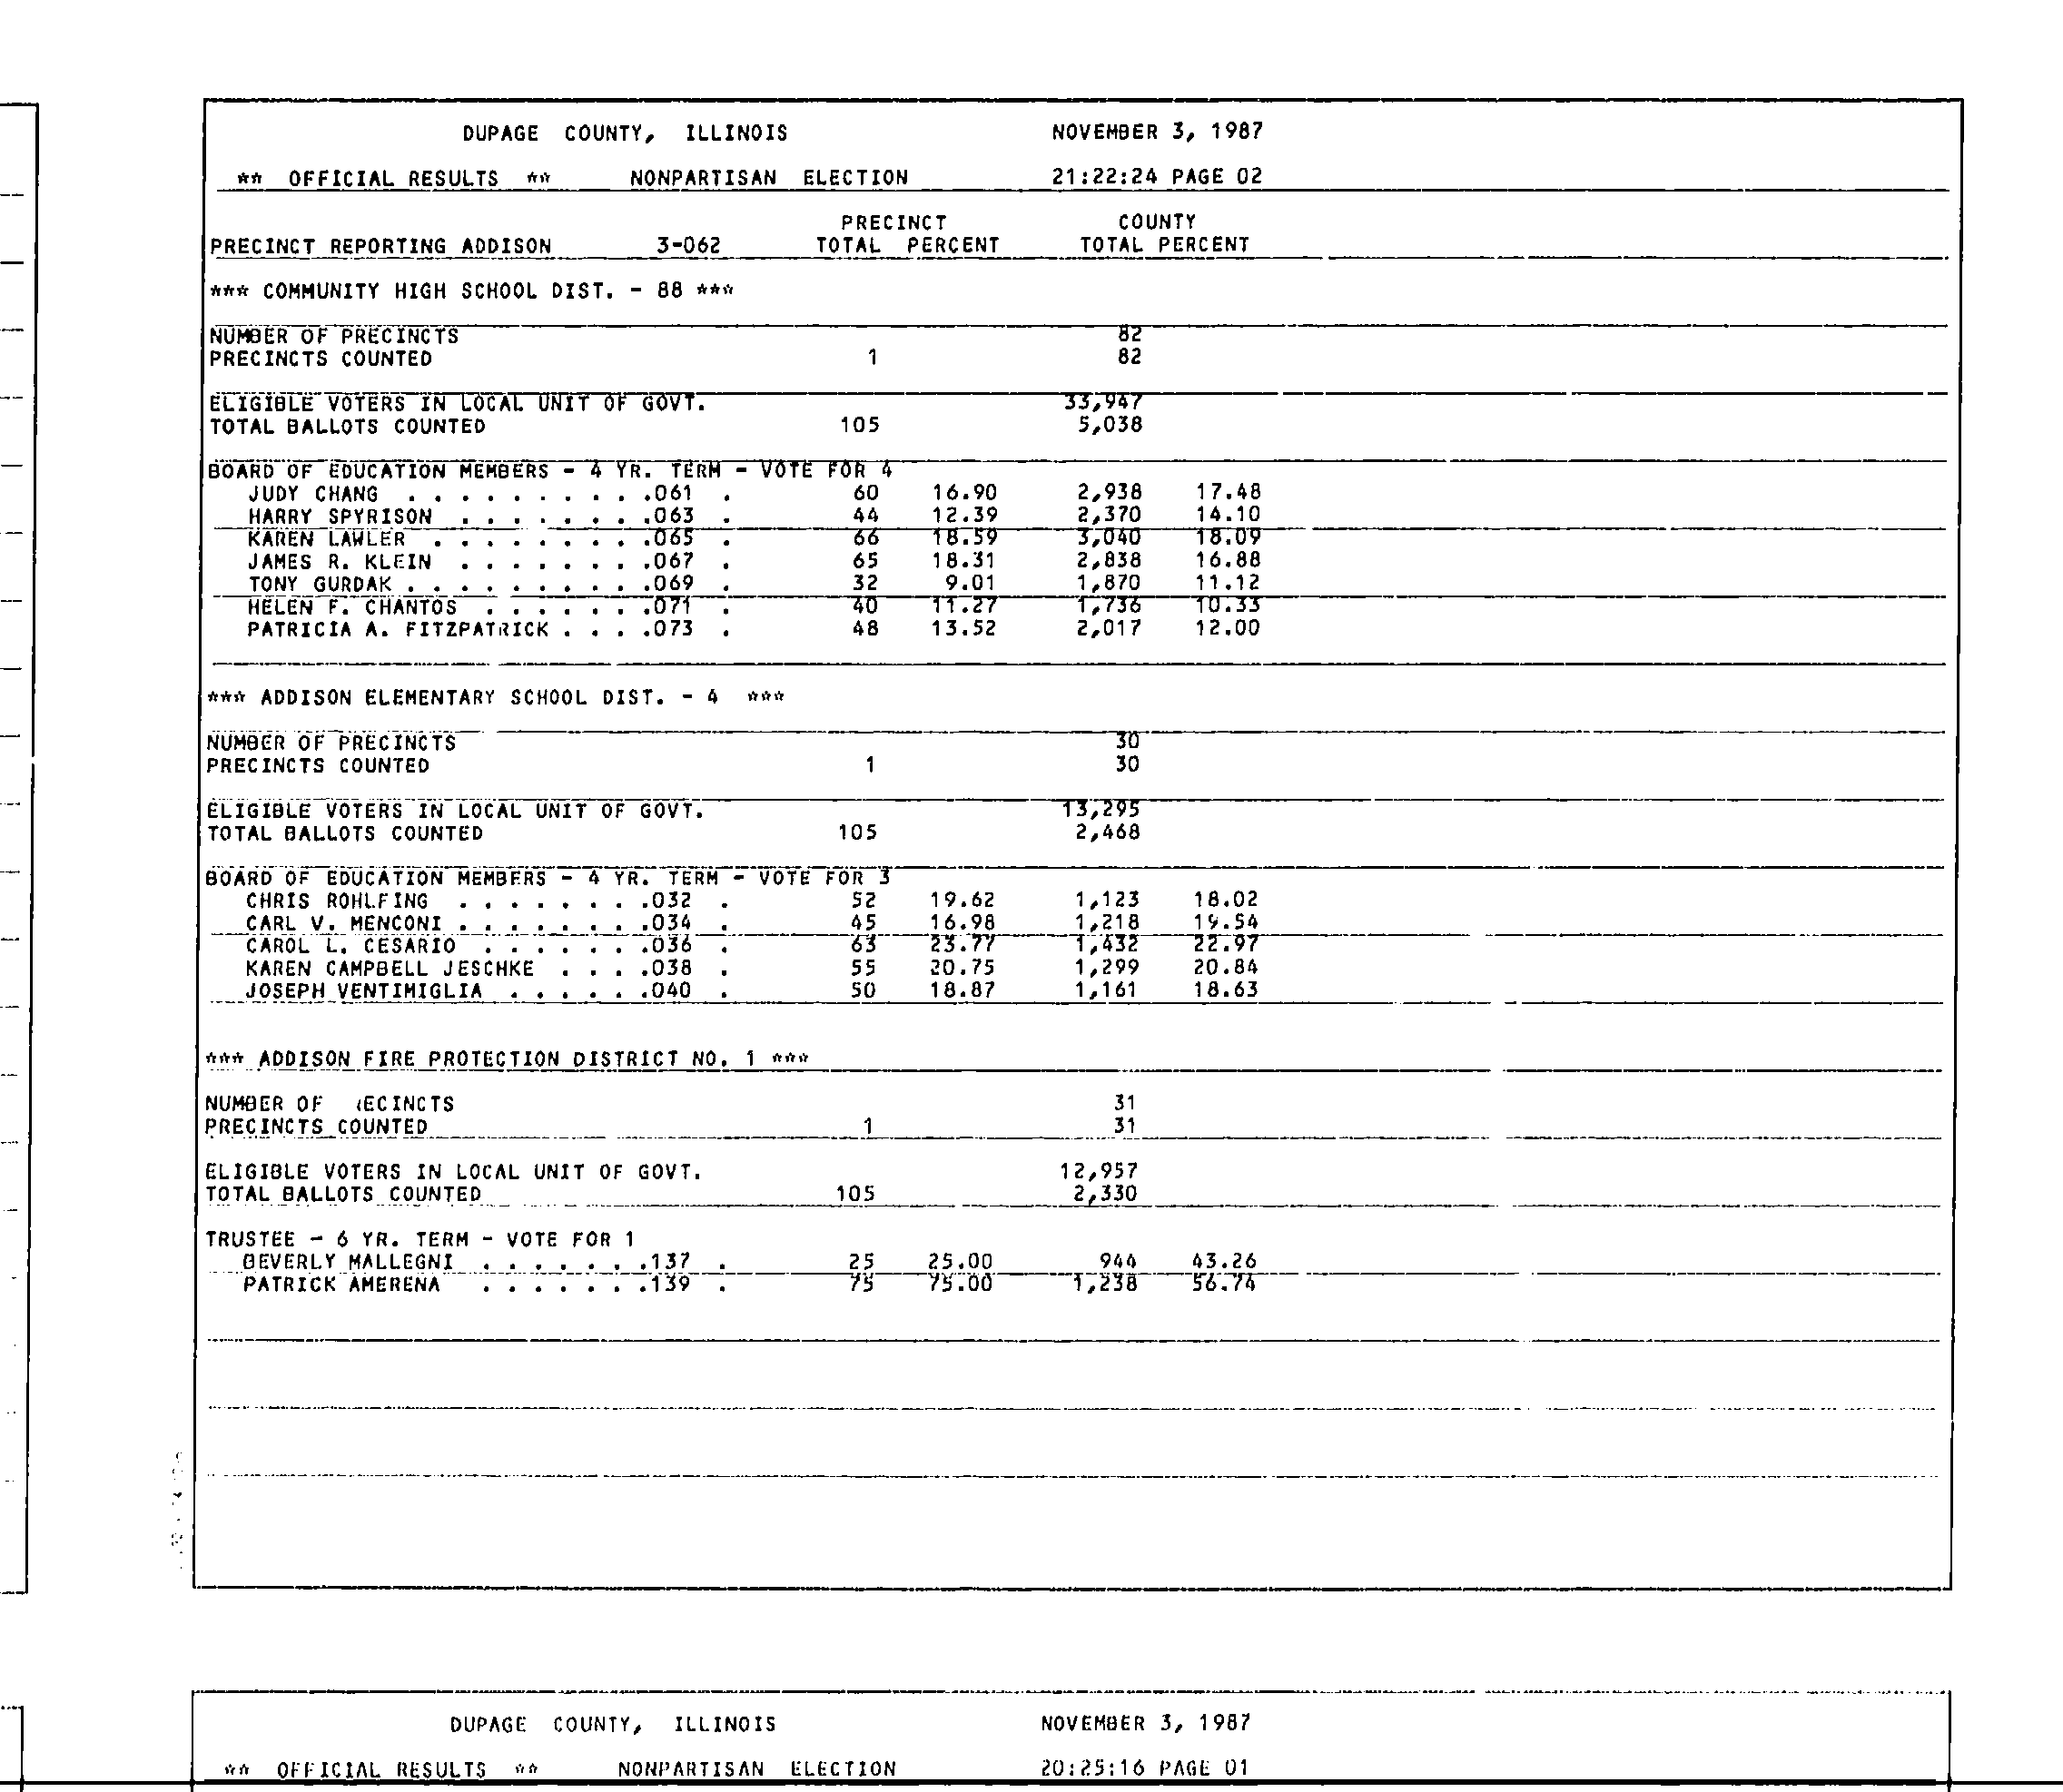 DUPAGE COUNTY, ILLINOIS NOVEMBER 3, 1987
** OFFICIAL RESULTS ** NONPARTISAN ELECTION 21:22:24 PAGE 02
PRECINCT COUNTY
PRECINCT REPORTING ADDISON 3-062 TOTAL PERCENT TOTAL PERCENT
*** COMMUNITY HIGH SCHOOL DIST. - 88 ***
NUMBER OF PRECINCTS 82
PRECINCTS COUNTED 1 82
ELIGIBLE VOTERS IN LOCAL UNIT OF GOVT. 33,947
TOTAL BALLOTS COUNTED 105 5,038
BOARD OF EDUCATION MEMBERS - 4 YR. TERM - VOTE FOR 4
JUDY CHANG . . . . . . . . . .061 . 60 16.90 2,938 17.48
HARRY SPYRISON . . . . . . . .063 . 44 12.39 2,370 14.10
KAREN LAWLER . . . . . . . . .065 . 66 18.59 3,040 18.09
JAMES R. KLEIN . . . . . . . .067 . 65 18.31 2,838 16.88
TONY GURDAK . . . . . . . . . .069 . 32 9.01 1,870 11.12
HELEN F. CHANTOS . . . . . . .071 . 40 11.27 1,736 10.33
PATRICIA A. FITZPATRICK . . . .073 . 48 13.52 2,017 12.00
*** ADDISON ELEMENTARY SCHOOL DIST. - 4 ***
NUMBER OF PRECINCTS 30
PRECINCTS COUNTED 1 30
ELIGIBLE VOTERS IN LOCAL UNIT OF GOVT. 13,295
TOTAL BALLOTS COUNTED 105 2,468
BOARD OF EDUCATION MEMBERS - 4 YR. TERM - VOTE FOR 3
CHRIS ROHLFING . . . . . . . .032 . 52 19.62 1,123 18.02
CARL V. MENCONI . . . . . . . .034 . 45 16.98 1,218 19.54
CAROL L. CESARIO . . . . . . .036 . 63 23.77 1,432 22.97
KAREN CAMPBELL JESCHKE . . . .038 . 55 20.75 1,299 20.84
JOSEPH VENTIMIGLIA . . . . . .040 . 50 18.87 1,161 18.63
*** ADDISON FIRE PROTECTION DISTRICT NO. 1 ***
NUMBER OF ECINCTS 31
PRECINCTS COUNTED 1 31
ELIGIBLE VOTERS IN LOCAL UNIT OF GOVT. 12,957
TOTAL BALLOTS COUNTED 105 2,330
TRUSTEE - 6 YR. TERM - VOTE FOR 1
BEVERLY MALLEGNI . . . . . . .137 . 25 25.00 944 43.26
PATRICK AMERENA . . . . . . .139 . 75 75.00 1,238 56.74
DUPAGE COUNTY, ILLINOIS NOVEMBER 3, 1987
** OFFICIAL RESULTS ** NONPARTISAN ELECTION 20:25:16 PAGE 01